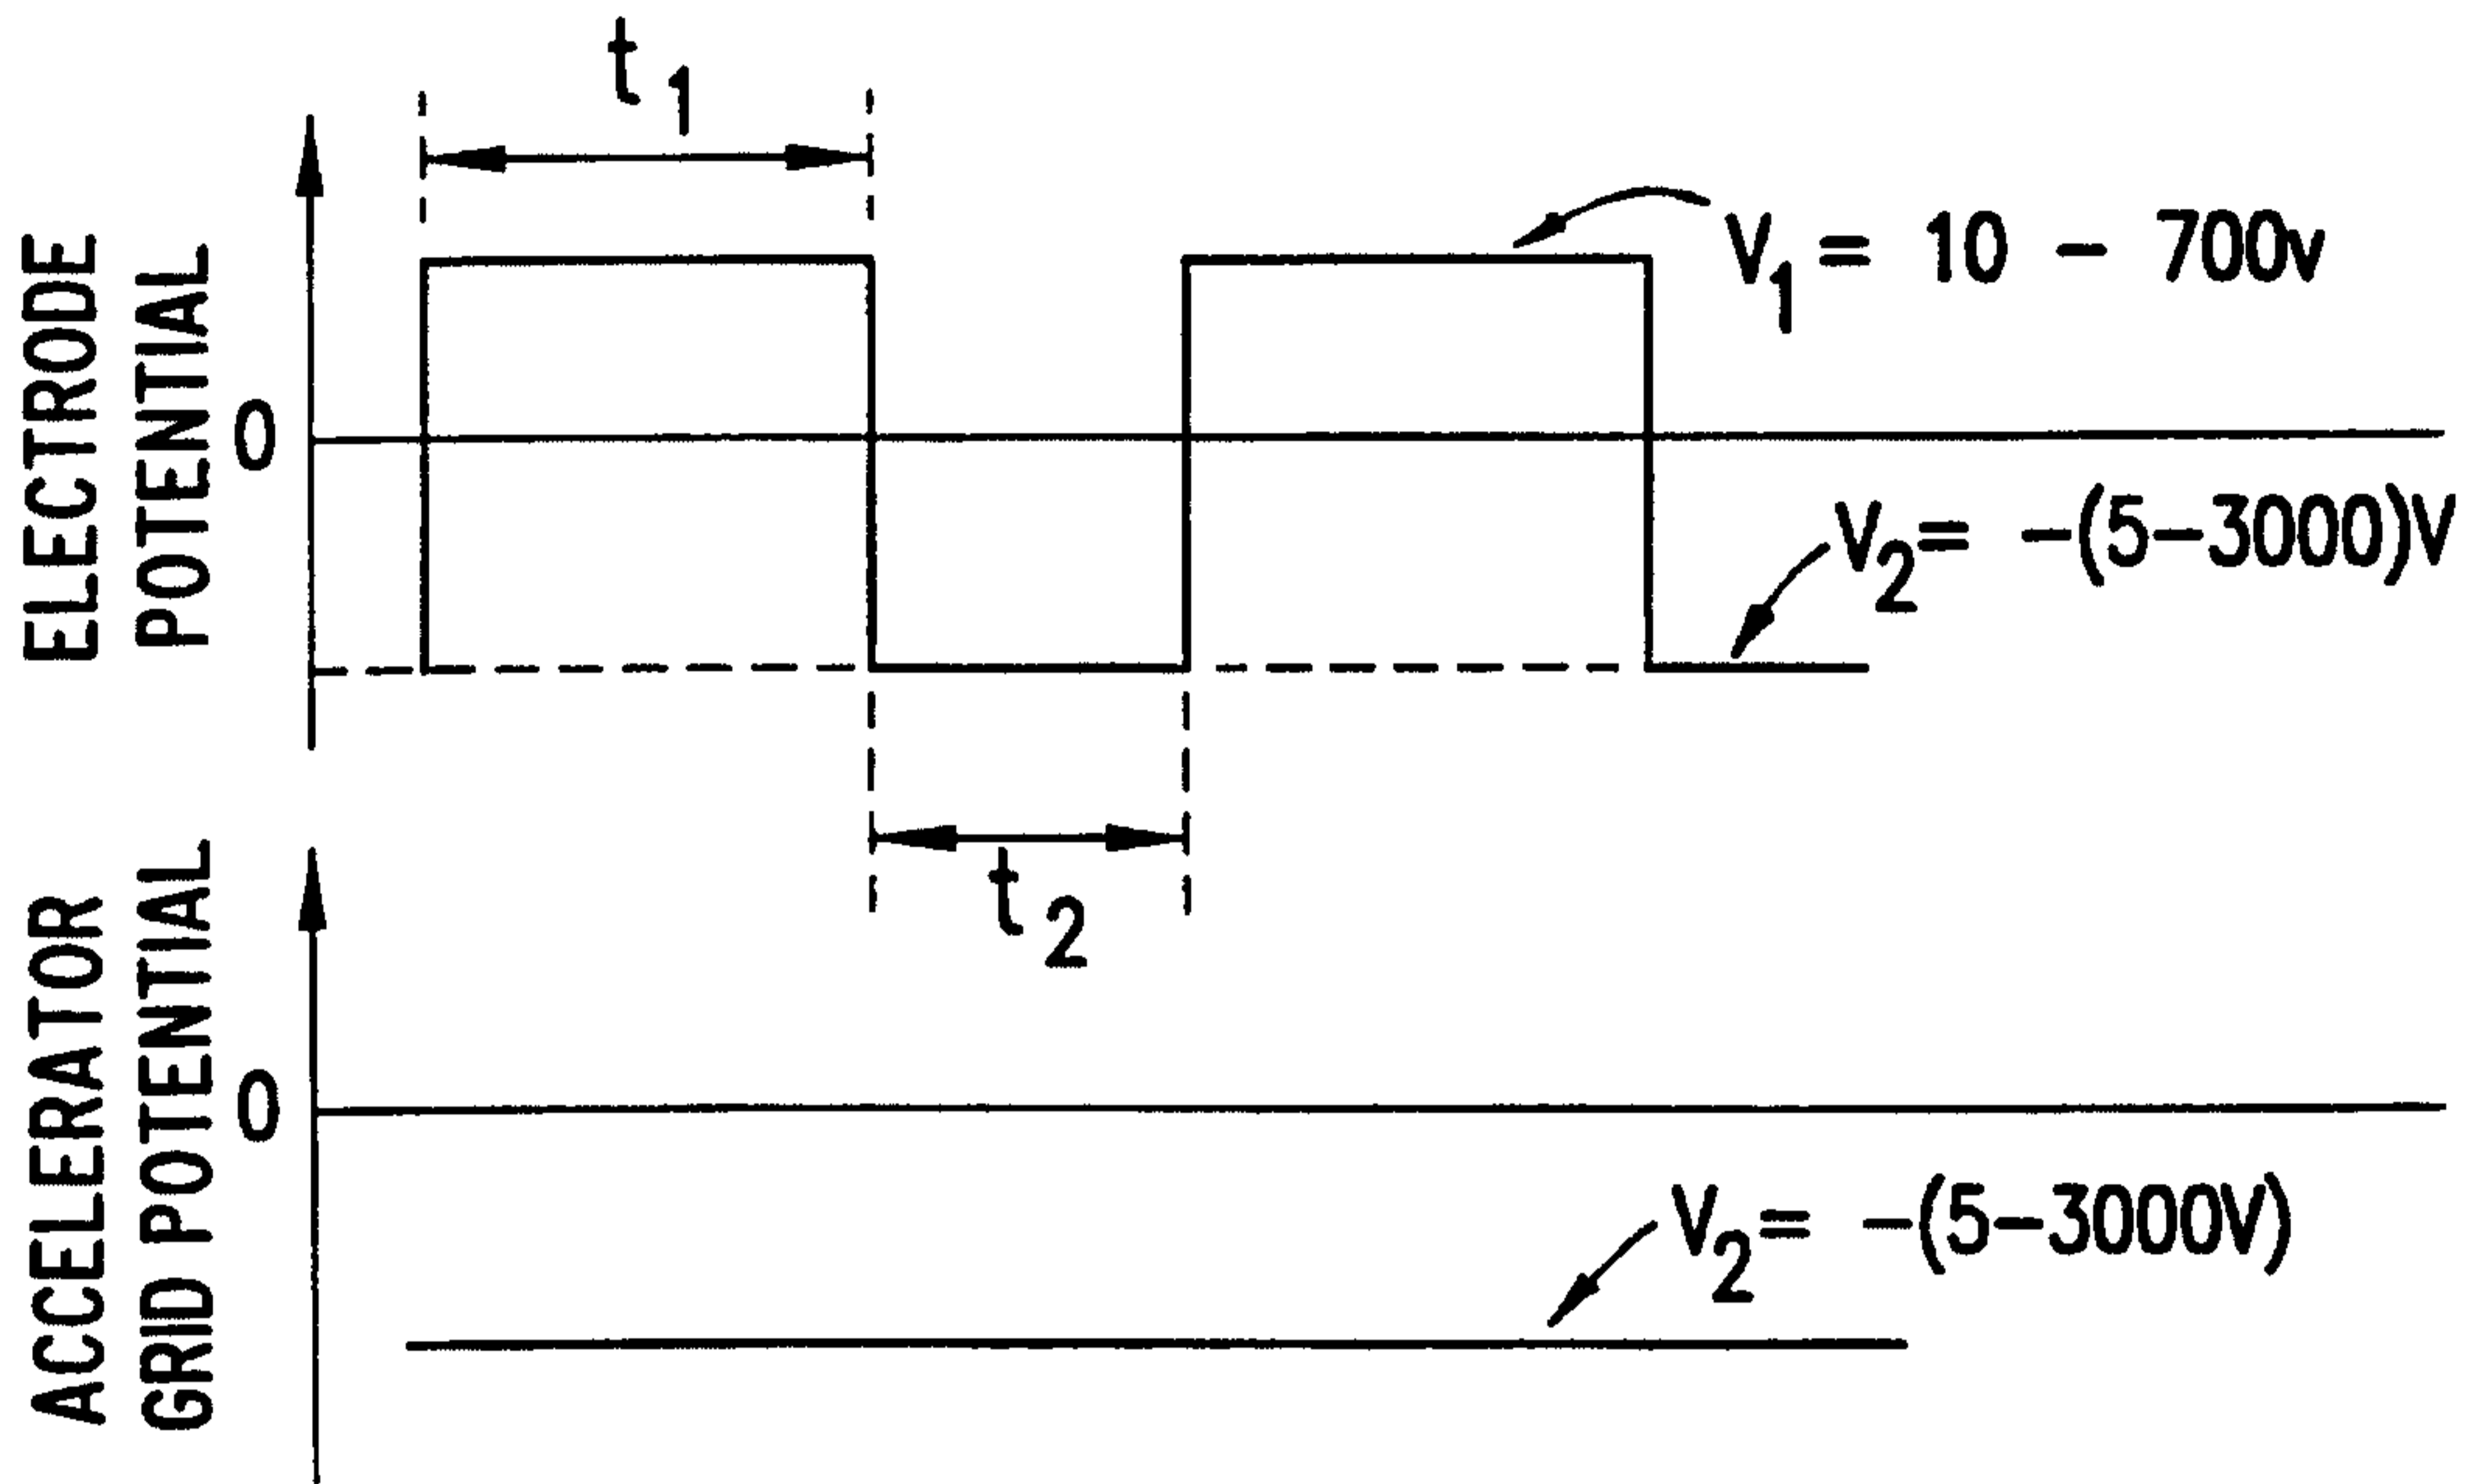 t1
ELECTRODE
POTENTIAL
0
V1 = 10 - 700v
V2 = -(5-3000)V
t2
ACCELERATOR
GRID POTENTIAL
0
V2 = -(5-3000V)